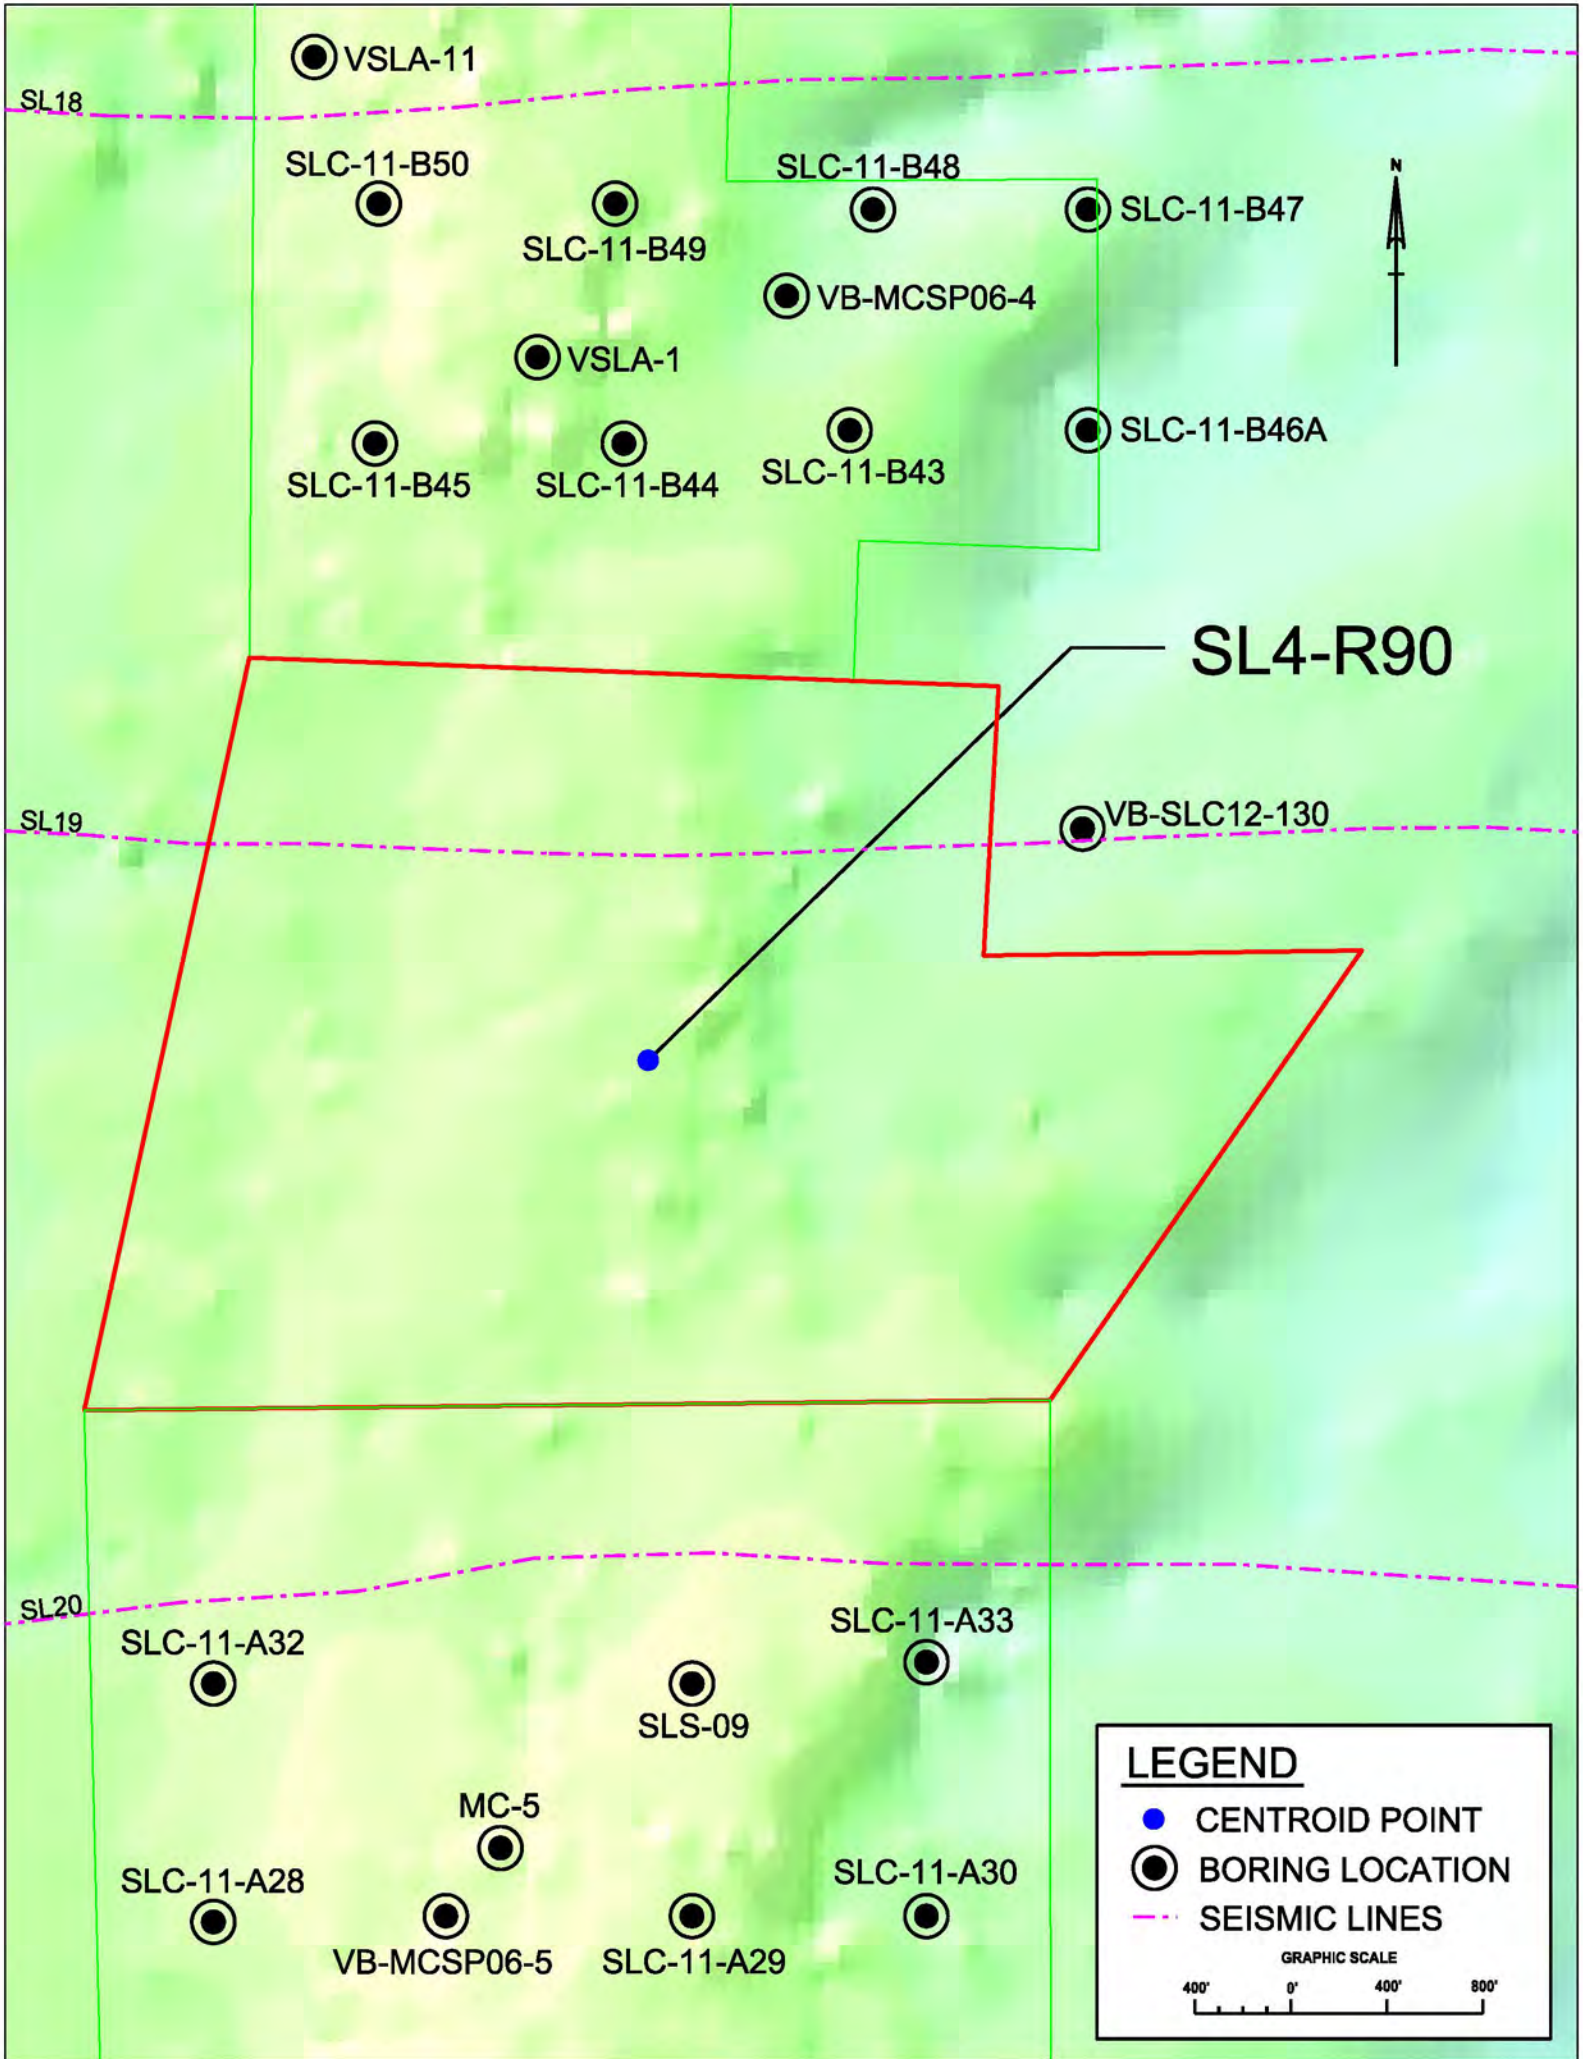 VSLA-11
SL18
SLC-11-B50
SLC-11-B48
N
SLC-11-B47
SLC-11-B49
VB-MCSP06-4
VSLA-1
SLC-11-B46A
SLC-11-B45
SLC-11-B44
SLC-11-B43
SL4-R90
SL19
VB-SLC12-130
SL20
SLC-11-A32
SLC-11-A33
SLS-09
MC-5
SLC-11-A28
SLC-11-A30
VB-MCSP06-5
SLC-11-A29
LEGEND
CENTROID POINT
BORING LOCATION
SEISMIC LINES
GRAPHIC SCALE
400' 0' 400' 800'